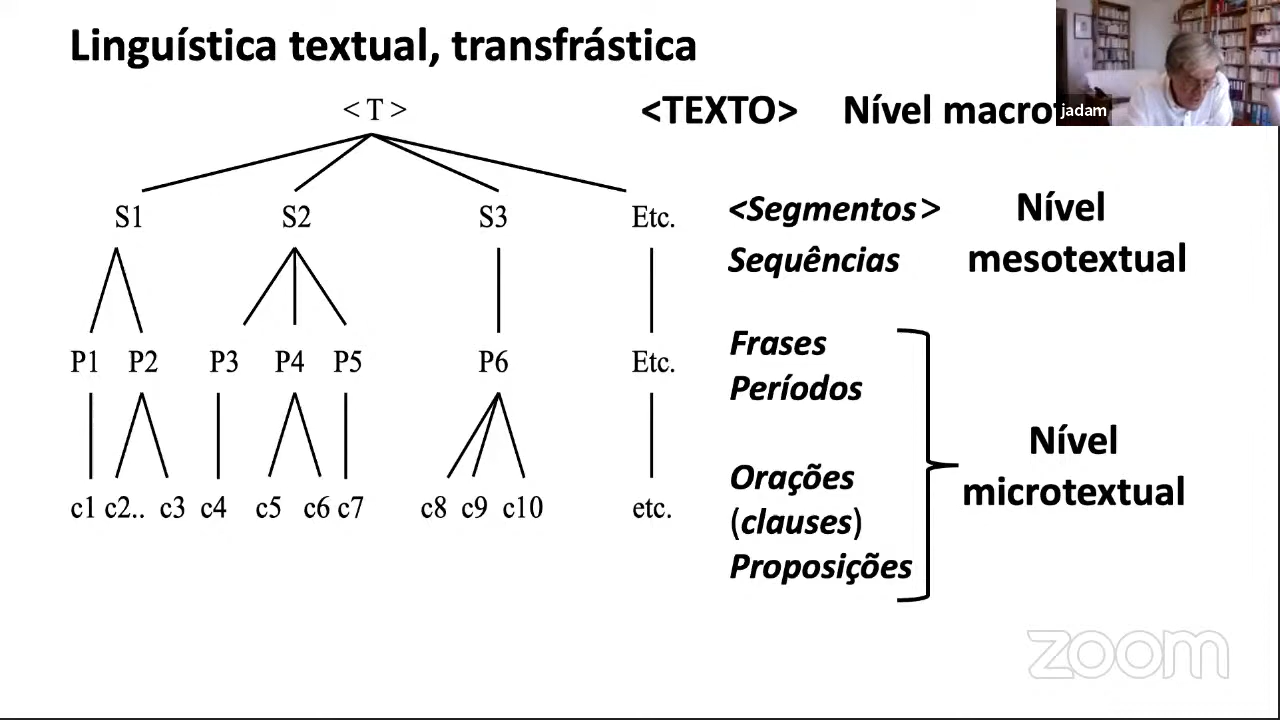 Linguística textual, transfrástica
jadam
< T > <TEXTO> Nível
S1 S2 S3 Etc. <Segmentos> Nível
Sequências mesotextual
Frases
P1 P2 P3 P4 P5 P6 Etc.
Períodos
Nível
Orações
microtextual
c1 c2.. c3 c4 c5 c6 c7 c8 c9 c10 etc.
(clauses)
Proposições
zoom